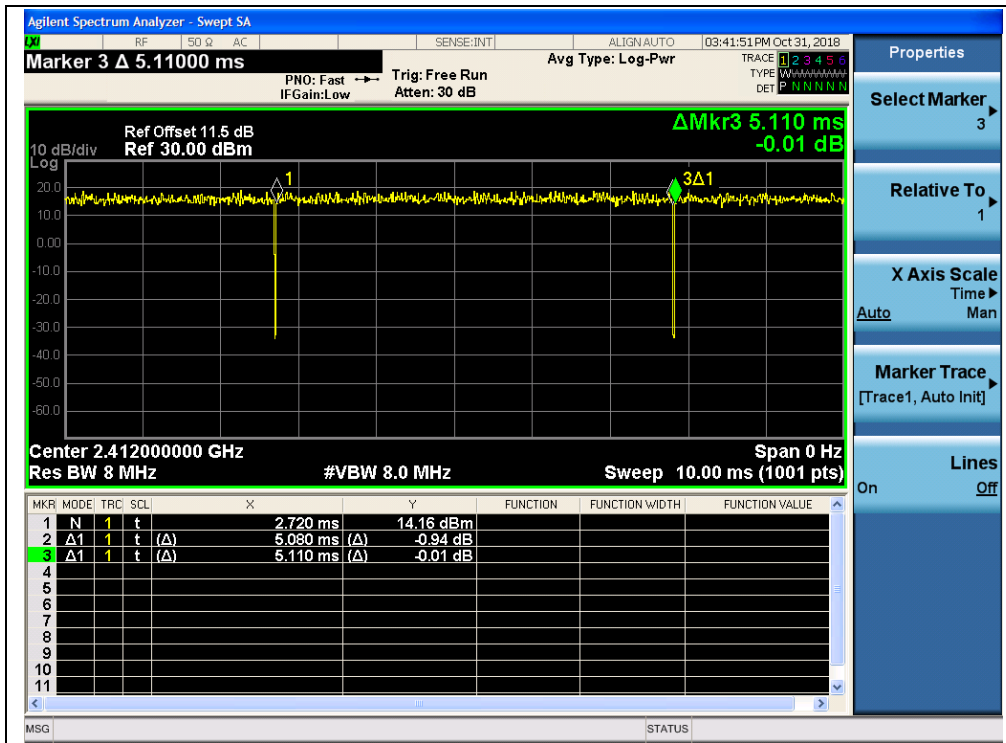 Agilent Spectrum Analyzer - Swept SA
LXI RF 50 Ω AC SENSE:INT ALIGN AUTO 03:41:51 PM Oct 31, 2018
Marker 3 Δ 5.11000 ms
PNO: Fast
IFGain:Low
Trig: Free Run
Atten: 30 dB
Avg Type: Log-Pwr
TRACE 1 2 3 4 5 6
TYPE W
DET P N N N N N
Ref Offset 11.5 dB
Ref 30.00 dBm
10 dB/div
Log
ΔMkr3 5.110 ms
-0.01 dB
1
3Δ1
20.0
10.0
0.00
-10.0
-20.0
-30.0
-40.0
-50.0
-60.0
Center 2.412000000 GHz Span 0 Hz
Res BW 8 MHz #VBW 8.0 MHz Sweep 10.00 ms (1001 pts)
MKR MODE TRC SCL X Y FUNCTION FUNCTION WIDTH FUNCTION VALUE
1 N 1 t 2.720 ms 14.16 dBm
2 Δ1 1 t (Δ) 5.080 ms (Δ) -0.94 dB
3 Δ1 1 t (Δ) 5.110 ms (Δ) -0.01 dB
4
5
6
7
8
9
10
11
MSG STATUS
Properties
Select Marker
3
Relative To
1
X Axis Scale
Time
Auto Man
Marker Trace
[Trace1, Auto Init]
Lines
On Off